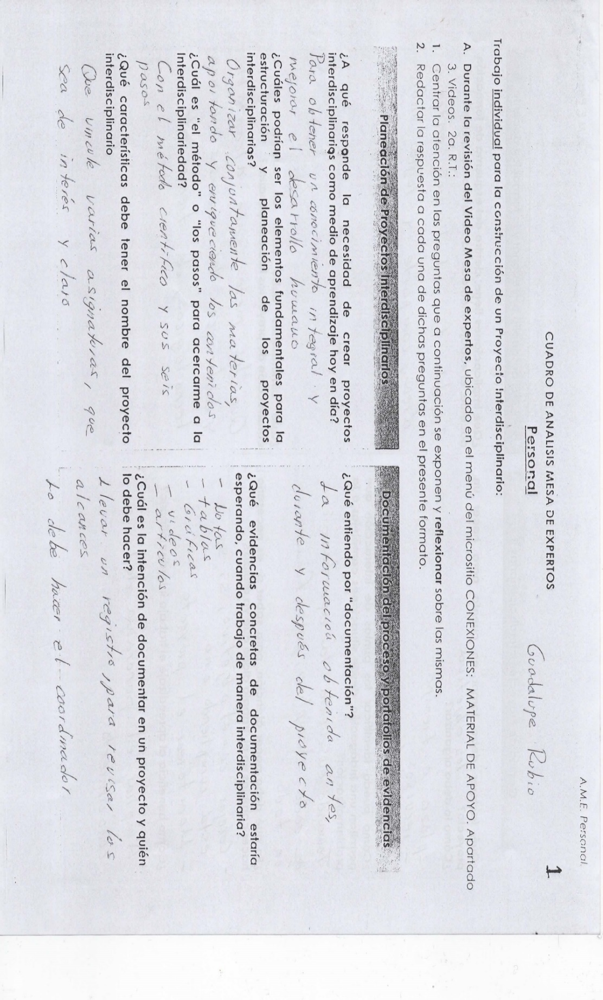 A.M.E. Personal.
1
CUADRO DE ANALISIS MESA DE EXPERTOS
Guadalupe Rubio
Personal
Trabajo individual para la construcción de un Proyecto Interdisciplinario:
A. Durante la revisión del Video Mesa de expertos, ubicado en el menú del micrositio CONEXIONES: MATERIAL DE APOYO. Apartado
3. Videos. 2a. R.T.:
1. Centrar la atención en las preguntas que a continuación se exponen y reflexionar sobre las mismas.
2. Redactar la respuesta a cada una de dichas preguntas en el presente formato.
Planeación de Proyectos Interdisciplinarios
¿A qué responde la necesidad de crear proyectos
interdisciplinarios como medio de aprendizaje hoy en día?
Para obtener un conocimiento integral y
mejorar el desarrollo humano
¿Cuáles podrían ser los elementos fundamentales para la
estructuración y planeación de los proyectos
interdisciplinarios?
Organizar conjuntamente las materias,
aportando y enriqueciendo los contenidos
¿Cuál es "el método" o "los pasos" para acercarme a la
Interdisciplinariedad?
Con el método científico y sus seis
pasos
¿Qué características debe tener el nombre del proyecto
interdisciplinario
Que vincule varias asignaturas, que
sea de interés y claro
Documentación del proceso y portafolios de evidencias
¿Qué entiendo por "documentación"?
La información obtenida antes,
durante y después del proyecto
¿Qué evidencias concretas de documentación estaría
esperando, cuando trabajo de manera interdisciplinaria?
- Notas
- tablas
- Gráficas
- videos
- artículos
¿Cuál es la intención de documentar en un proyecto y quién
lo debe hacer?
Llevar un registro, para revisar los
alcances
Lo debe hacer el coordinador